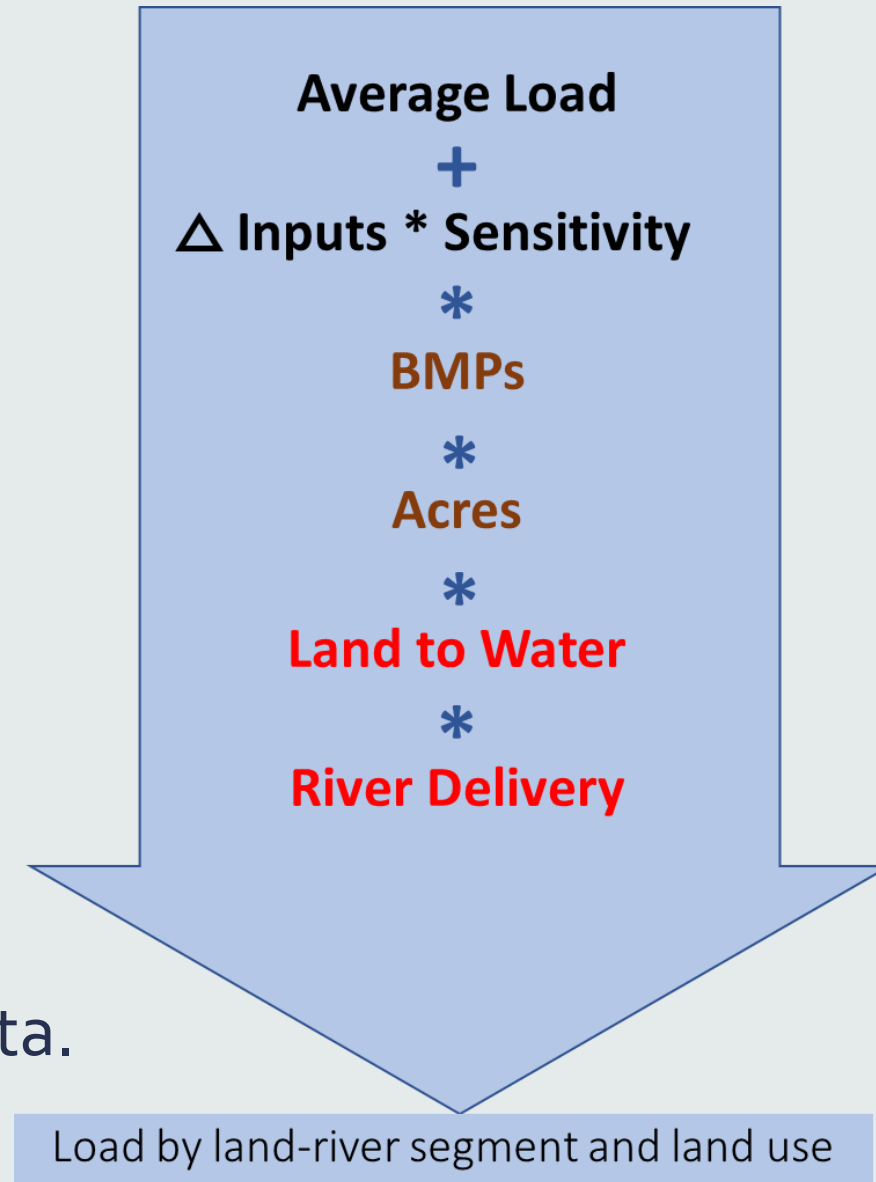 Average Load
+
△ Inputs * Sensitivity
*
BMPs
*
Acres
*
Land to Water
*
River Delivery
ta.
Load by land-river segment and land use